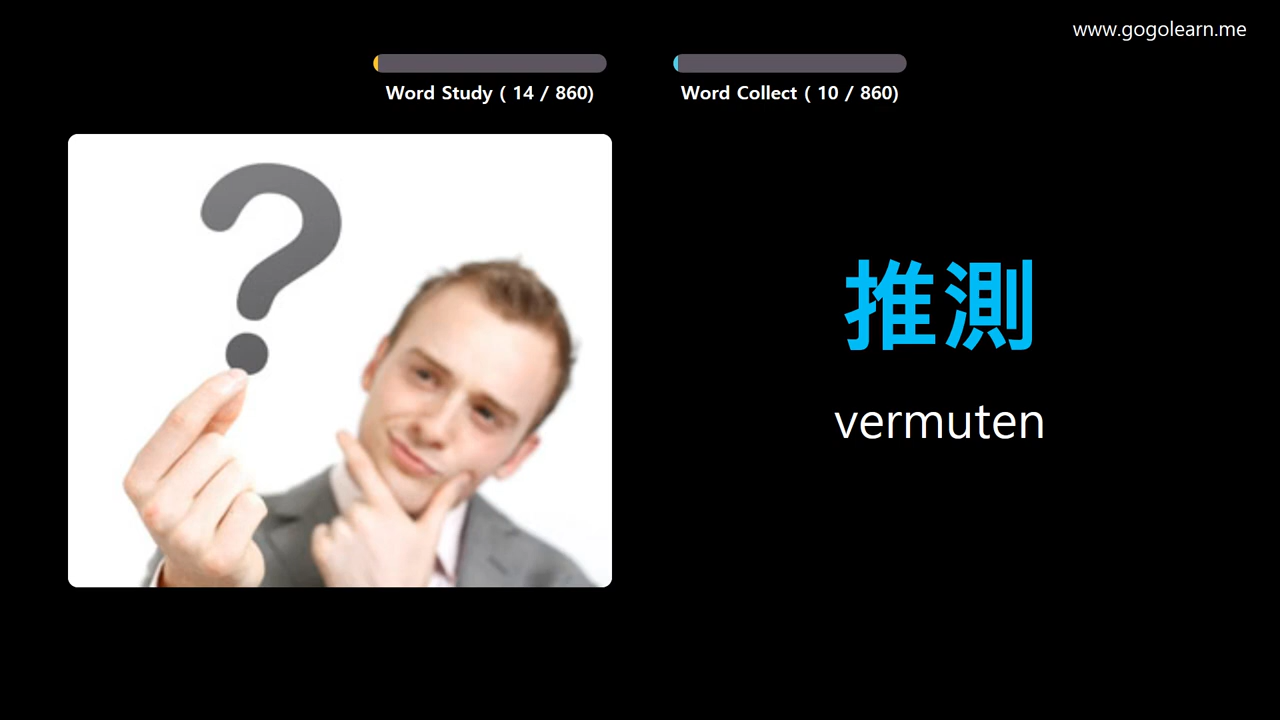 www.gogolearn.me
Word Study ( 14 / 860)
Word Collect ( 10 / 860)
?
推測
vermuten